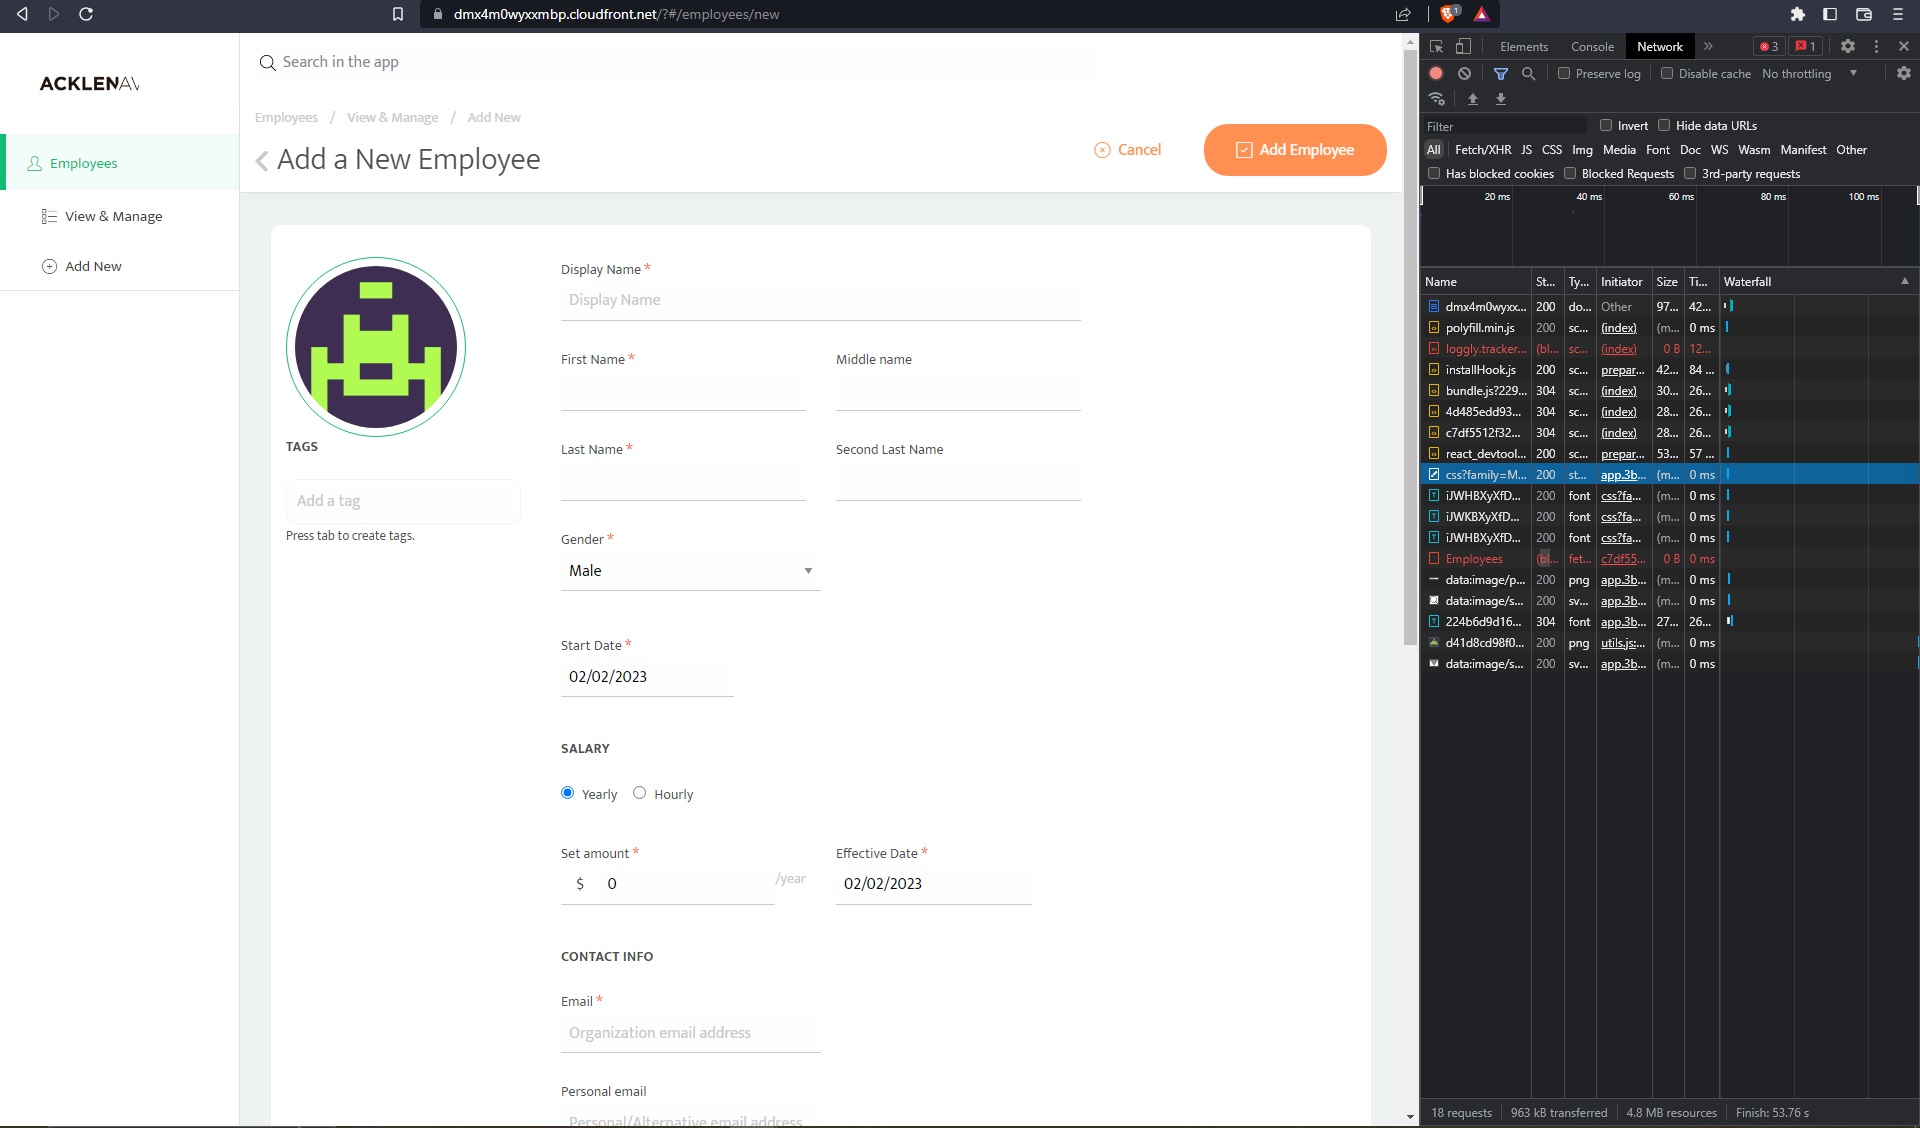 dmx4m0wyxxmbp.cloudfront.net/?#/employees/new
1
ACKLENAV
Employees
View & Manage
Add New
Search in the app
Employees / View & Manage / Add New
Add a New Employee
Cancel
Add Employee
TAGS
Add a tag
Press tab to create tags.
Display Name *
Display Name
First Name *
Middle name
Last Name *
Second Last Name
Gender *
Male
Start Date *
02/02/2023
SALARY
Yearly
Hourly
Set amount *
$ 0 /year
Effective Date *
02/02/2023
CONTACT INFO
Email *
Organization email address
Personal email
Personal/Alternative email address
Elements Console Network » 3 1
Preserve log Disable cache No throttling
Filter Invert Hide data URLs
All Fetch/XHR JS CSS Img Media Font Doc WS Wasm Manifest Other
Has blocked cookies Blocked Requests 3rd-party requests
20 ms 40 ms 60 ms 80 ms 100 ms
Name St... Ty... Initiator Size Ti... Waterfall
dmx4m0wyxx... 200 do... Other 97... 42...
polyfill.min.js 200 sc... (index) (m... 0 ms
loggly.tracker... (bl... sc... (index) 0 B 12...
installHook.js 200 sc... prepar... 42... 84 ...
bundle.js?229... 304 sc... (index) 30... 26...
4d485edd93... 304 sc... (index) 28... 26...
c7df5512f32... 304 sc... (index) 28... 26...
react_devtool... 200 sc... prepar... 53... 57 ...
css?family=M... 200 st... app.3b... (m... 0 ms
iJWHBXyXfD... 200 font css?fa... (m... 0 ms
iJWKBXyXfD... 200 font css?fa... (m... 0 ms
iJWHBXyXfD... 200 font css?fa... (m... 0 ms
Employees (bl... fet... c7df55... 0 B 0 ms
data:image/p... 200 png app.3b... (m... 0 ms
data:image/s... 200 sv... app.3b... (m... 0 ms
224b6d9d16... 304 font app.3b... 27... 26...
d41d8cd98f0... 200 png utils.js:... (m... 0 ms
data:image/s... 200 sv... app.3b... (m... 0 ms
18 requests 963 kB transferred 4.8 MB resources Finish: 53.76 s